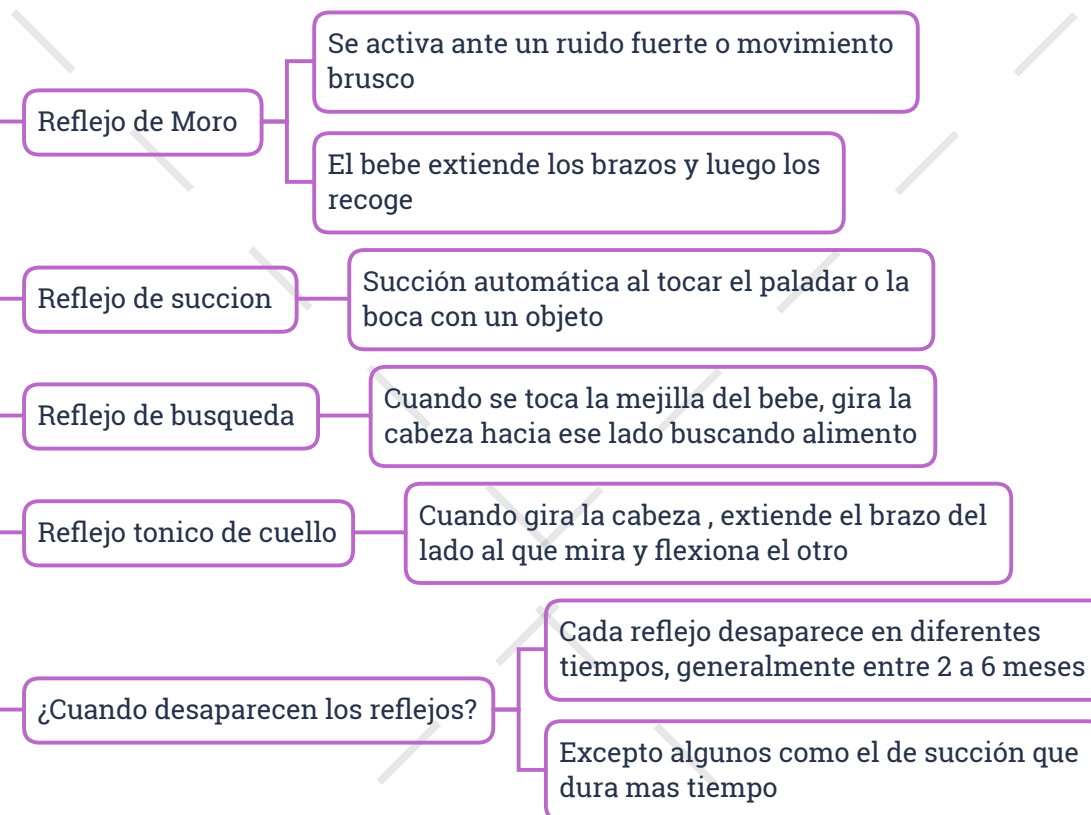 Se activa ante un ruido fuerte o movimiento
brusco
Reflejo de Moro
El bebe extiende los brazos y luego los
recoge
Reflejo de succion
Succión automática al tocar el paladar o la
boca con un objeto
Reflejo de busqueda
Cuando se toca la mejilla del bebe, gira la
cabeza hacia ese lado buscando alimento
Reflejo tonico de cuello
Cuando gira la cabeza , extiende el brazo del
lado al que mira y flexiona el otro
¿Cuando desaparecen los reflejos?
Cada reflejo desaparece en diferentes
tiempos, generalmente entre 2 a 6 meses
Excepto algunos como el de succión que
dura mas tiempo